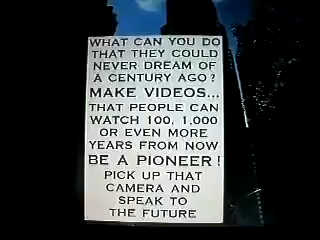 WHAT CAN YOU DO
THAT THEY COULD
NEVER DREAM OF
A CENTURY AGO?
MAKE VIDEOS...
THAT PEOPLE CAN
WATCH 100, 1,000
OR EVEN MORE
YEARS FROM NOW
BE A PIONEER!
PICK UP THAT
CAMERA AND
SPEAK TO
THE FUTURE